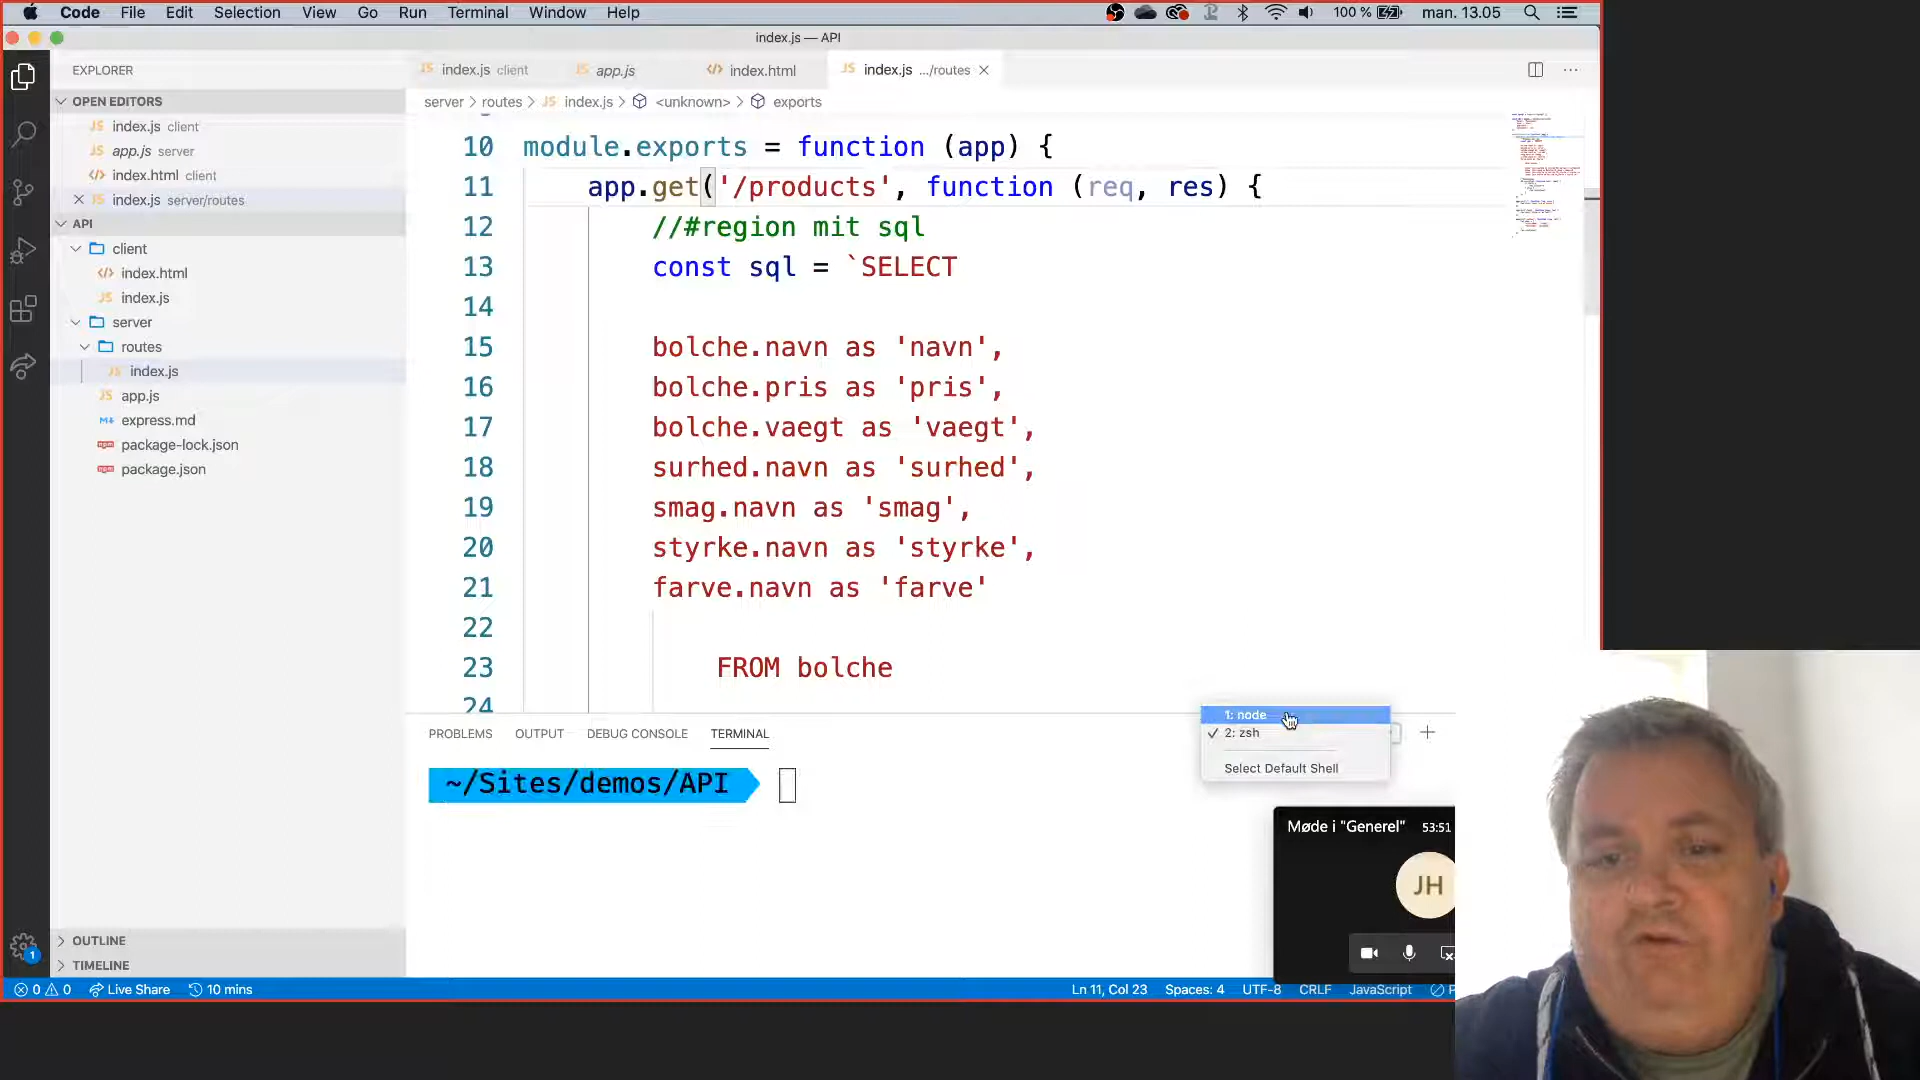 Code File Edit Selection View Go Run Terminal Window Help 100 % man. 13.05
index.js — API
EXPLORER
index.js client app.js index.html index.js .../routes
OPEN EDITORS
server > routes > index.js > <unknown> > exports
index.js client
app.js server
index.html client
index.js server/routes
API
client
index.html
index.js
server
routes
index.js
app.js
express.md
package-lock.json
package.json
OUTLINE
TIMELINE
10 module.exports = function (app) {
11 app.get('/products', function (req, res) {
12 //#region mit sql
13 const sql = `SELECT
14
15 bolche.navn as 'navn',
16 bolche.pris as 'pris',
17 bolche.vaegt as 'vaegt',
18 surhed.navn as 'surhed',
19 smag.navn as 'smag',
20 styrke.navn as 'styrke',
21 farve.navn as 'farve'
22
23 FROM bolche
24
PROBLEMS OUTPUT DEBUG CONSOLE TERMINAL
1: node
2: zsh
Select Default Shell
~/Sites/demos/API
Møde i "Generel" 53:51
JH
1
0 0 Live Share 10 mins Ln 11, Col 23 Spaces: 4 UTF-8 CRLF JavaScript